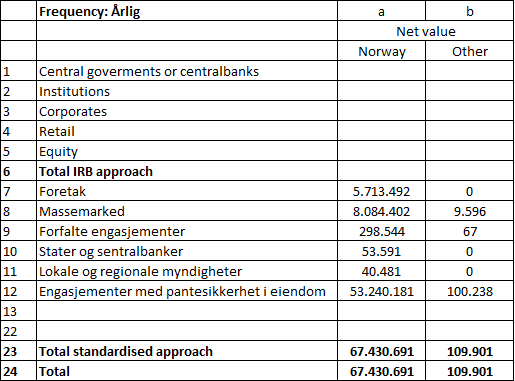 Frequency: Årlig a b
Net value
Norway Other
1 Central goverments or centralbanks
2 Institutions
3 Corporates
4 Retail
5 Equity
6 Total IRB approach
7 Foretak 5.713.492 0
8 Massemarked 8.084.402 9.596
9 Forfalte engasjementer 298.544 67
10 Stater og sentralbanker 53.591 0
11 Lokale og regionale myndigheter 40.481 0
12 Engasjementer med pantesikkerhet i eiendom 53.240.181 100.238
13
22
23 Total standardised approach 67.430.691 109.901
24 Total 67.430.691 109.901